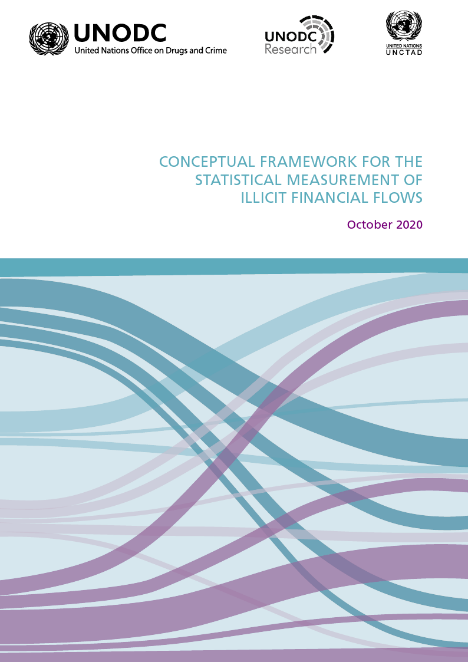 UNODC
United Nations Office on Drugs and Crime
UNODC
Research
UNITED NATIONS
UNCTAD
CONCEPTUAL FRAMEWORK FOR THE
STATISTICAL MEASUREMENT OF
ILLICIT FINANCIAL FLOWS
October 2020